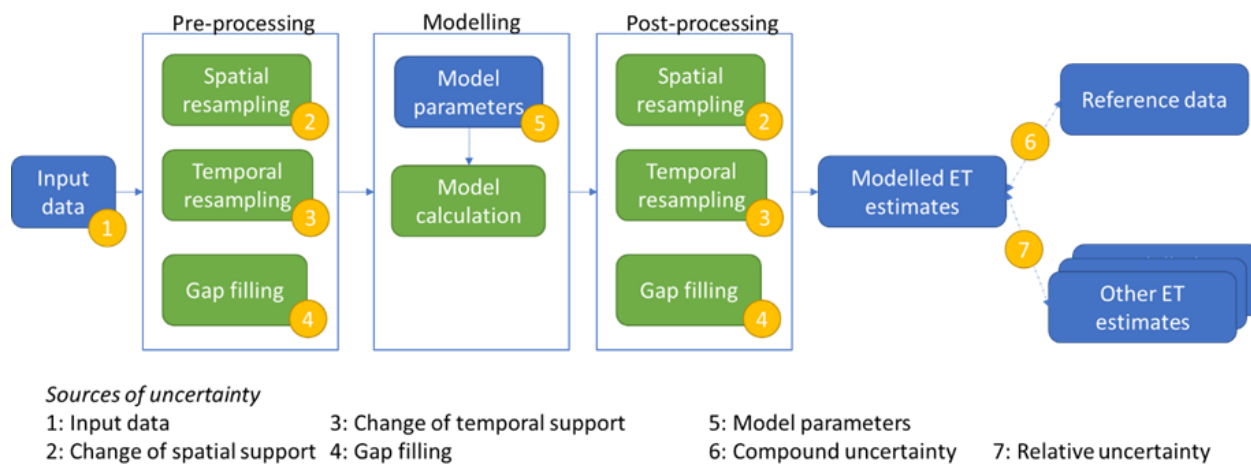 Pre-processing
Modelling
Post-processing
Input
data
1
Spatial
resampling
2
Temporal
resampling
3
Gap filling
4
Model
parameters
5
Model
calculation
Spatial
resampling
2
Temporal
resampling
3
Gap filling
4
Modelled ET
estimates
6
Reference data
7
Other ET
estimates
Sources of uncertainty
1: Input data
2: Change of spatial support
3: Change of temporal support
4: Gap filling
5: Model parameters
6: Compound uncertainty
7: Relative uncertainty